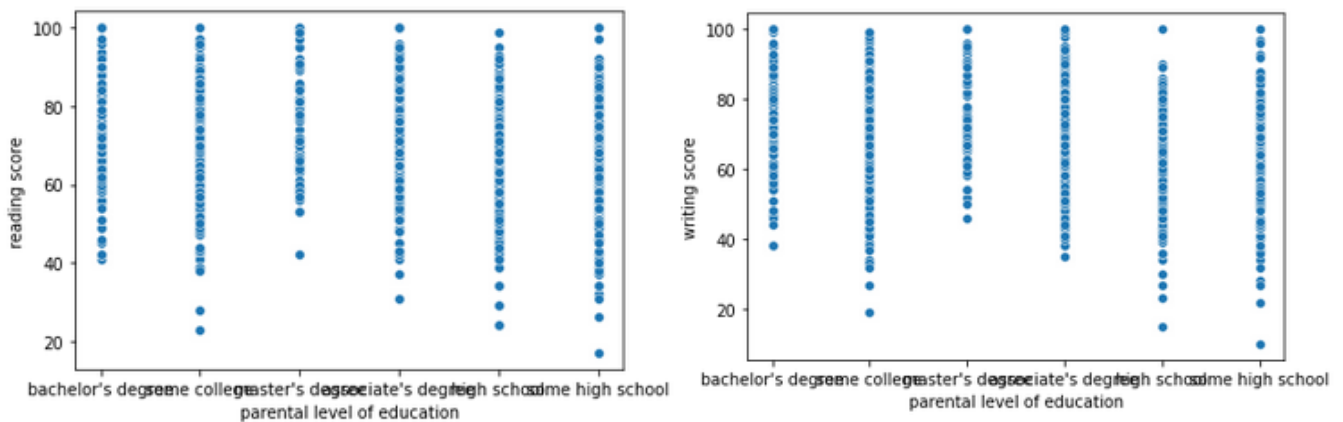 100
80
60
40
20
reading score
bachelor's degree some college master's degree associate's degree high school some high school
parental level of education
100
80
60
40
20
writing score
bachelor's degree some college master's degree associate's degree high school some high school
parental level of education